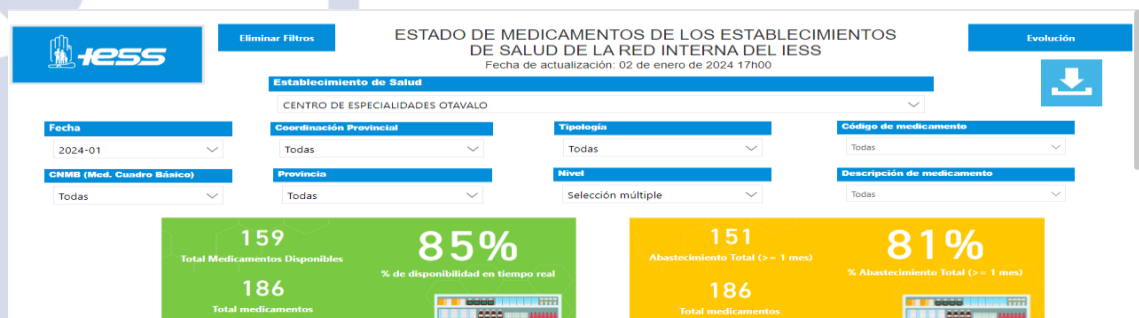 IESS
Eliminar Filtros
ESTADO DE MEDICAMENTOS DE LOS ESTABLECIMIENTOS
DE SALUD DE LA RED INTERNA DEL IESS
Fecha de actualización: 02 de enero de 2024 17h00
Evolución
Establecimiento de Salud
CENTRO DE ESPECIALIDADES OTAVALO
Fecha
2024-01
Coordinación Provincial
Todas
Tipología
Todas
Código de medicamento
Todas
CNMB (Med. Cuadro Básico)
Todas
Provincia
Todas
Nivel
Selección múltiple
Descripción de medicamento
Todas
159
Total Medicamentos Disponibles
186
Total medicamentos
85%
% de disponibilidad en tiempo real
151
Abastecimiento Total (>= 1 mes)
186
Total medicamentos
81%
% Abastecimiento Total (>= 1 mes)